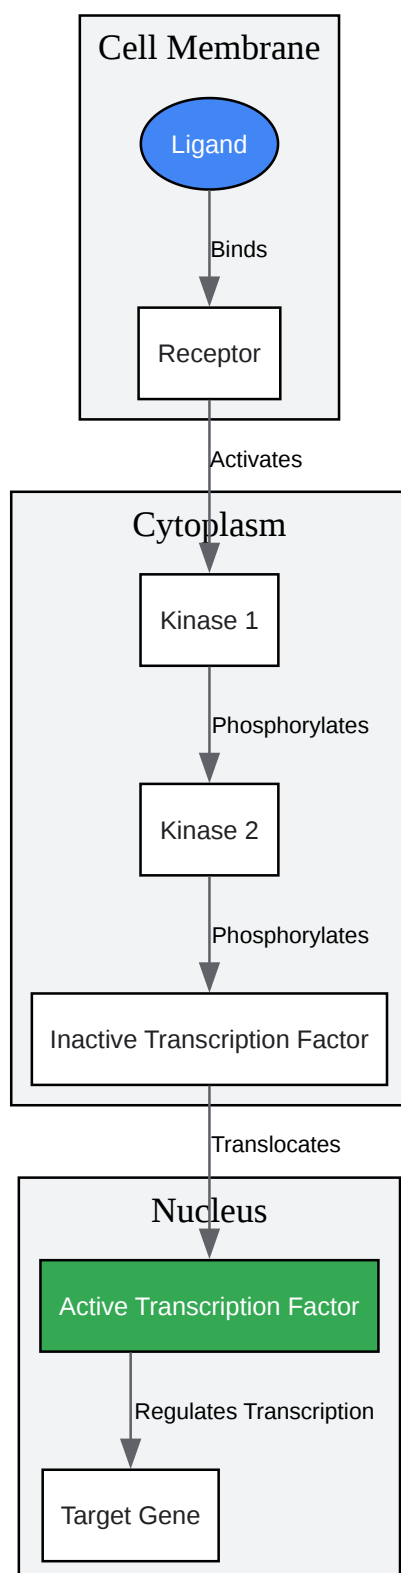 Cell Membrane
Ligand
Binds
Receptor
Activates
Cytoplasm
Kinase 1
Phosphorylates
Kinase 2
Phosphorylates
Inactive Transcription Factor
Translocates
Nucleus
Active Transcription Factor
Regulates Transcription
Target Gene